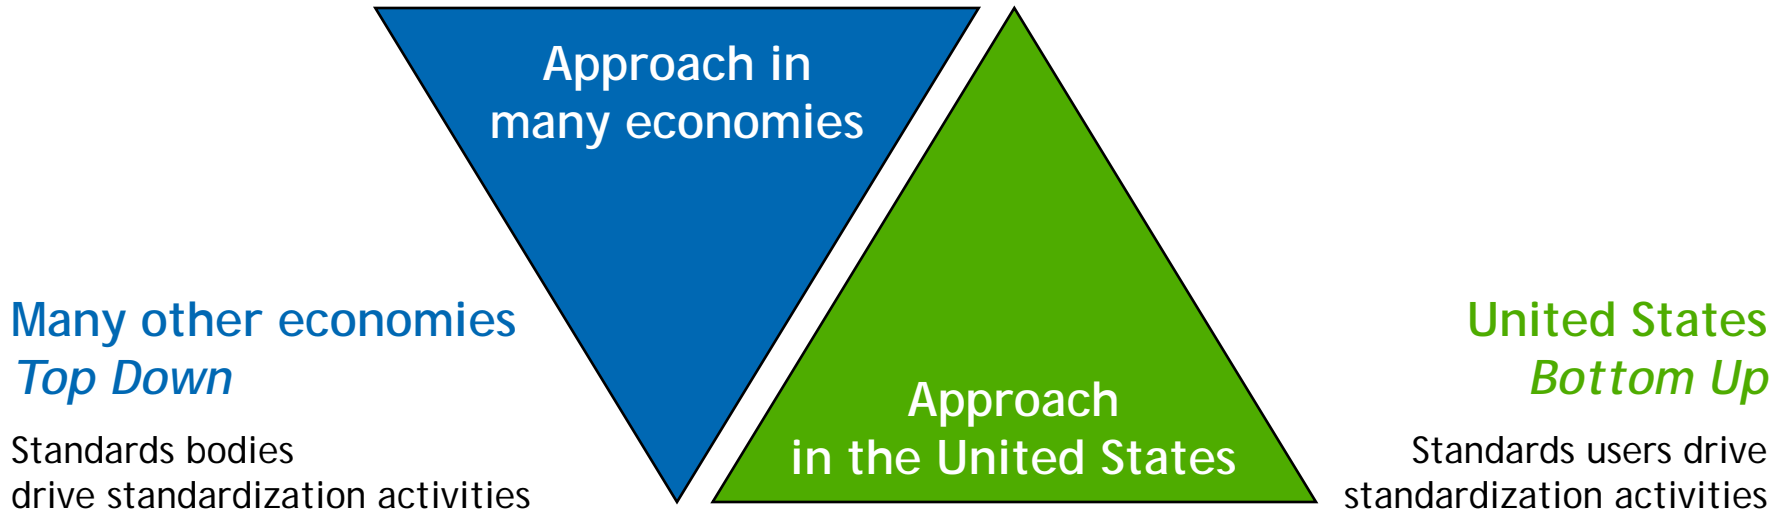 Approach in
many economies
Many other economies
Top Down
Standards bodies
drive standardization activities
Approach
in the United States
United States
Bottom Up
Standards users drive
standardization activities